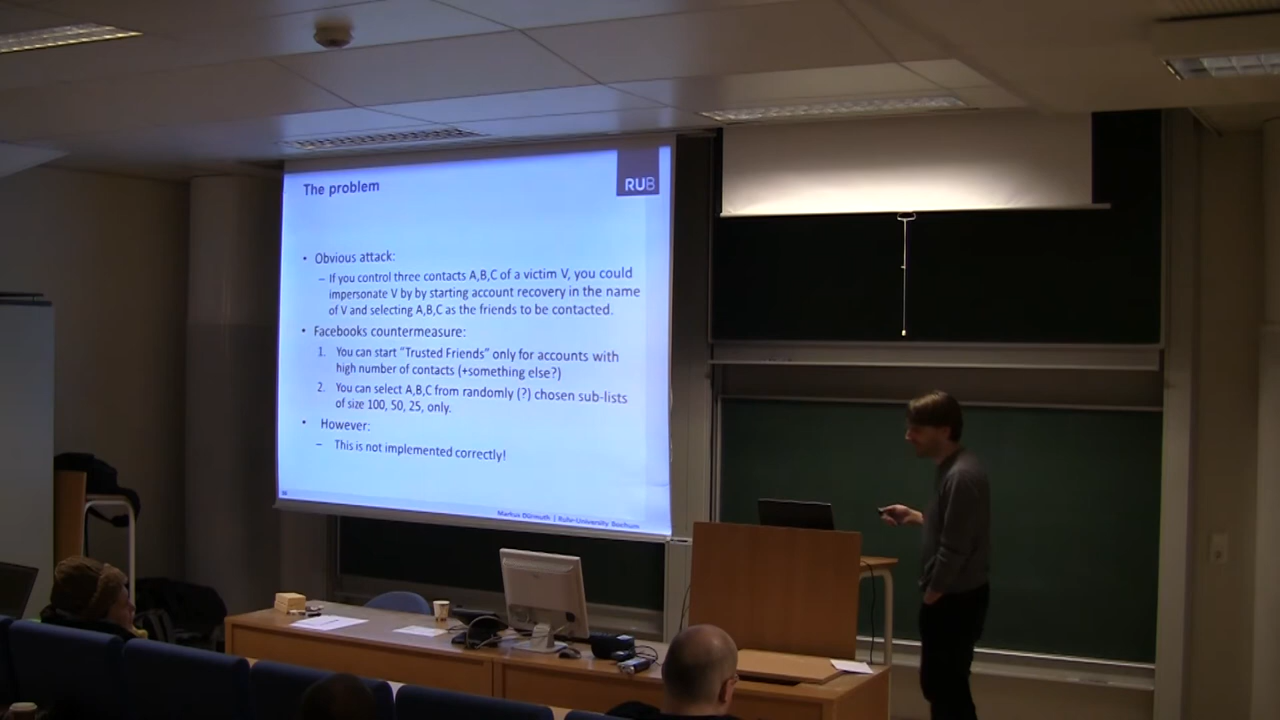 The problem
RUB
• Obvious attack:
– If you control three contacts A,B,C of a victim V, you could
impersonate V by by starting account recovery in the name
of V and selecting A,B,C as the friends to be contacted.
• Facebooks countermeasure:
1. You can start “Trusted Friends” only for accounts with
high number of contacts (+something else?)
2. You can select A,B,C from randomly (?) chosen sub-lists
of size 100, 50, 25, only.
• However:
– This is not implemented correctly!
Markus Dürmuth | Ruhr-University Bochum